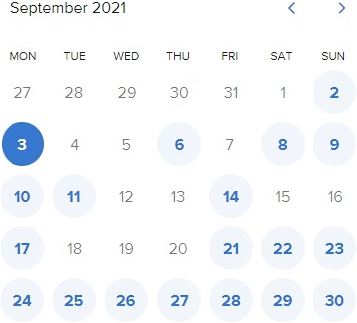 September 2021
MON TUE WED THU FRI SAT SUN
27 28 29 30 31 1 2
3 4 5 6 7 8 9
10 11 12 13 14 15 16
17 18 19 20 21 22 23
24 25 26 27 28 29 30